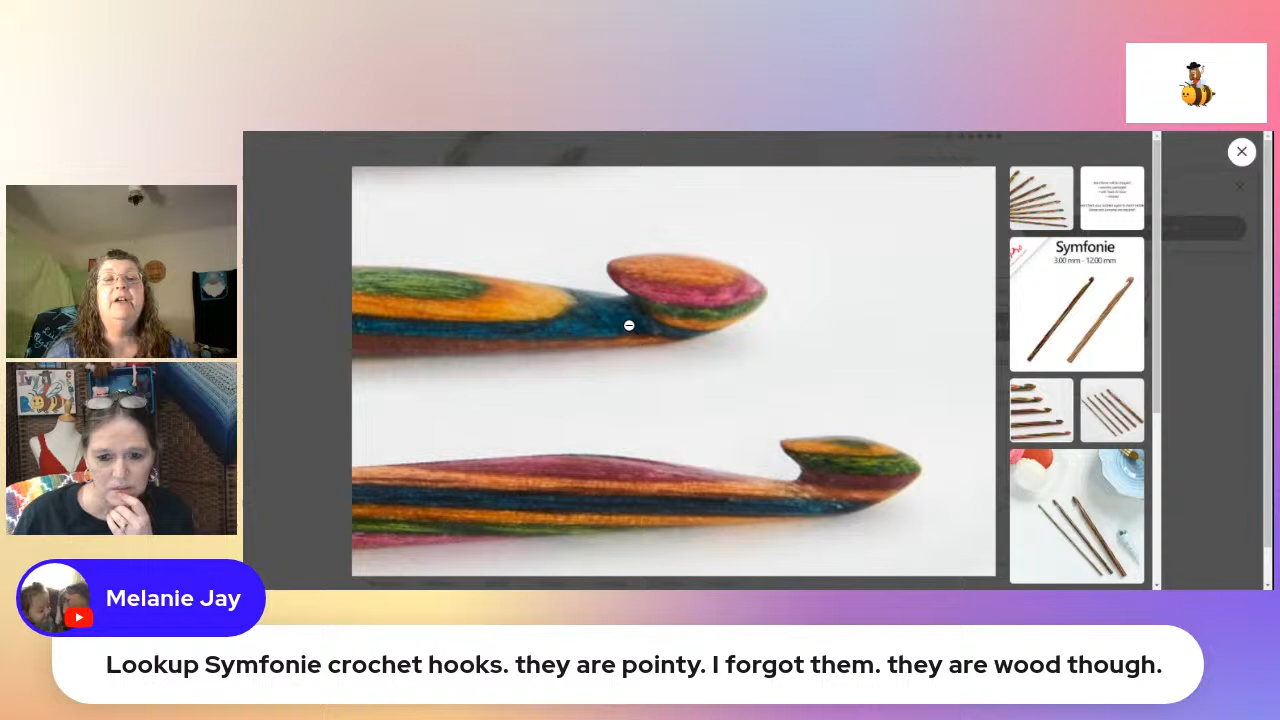 Symfonie
3.00 mm - 12.00 mm
Melanie Jay
Lookup Symfonie crochet hooks. they are pointy. I forgot them. they are wood though.